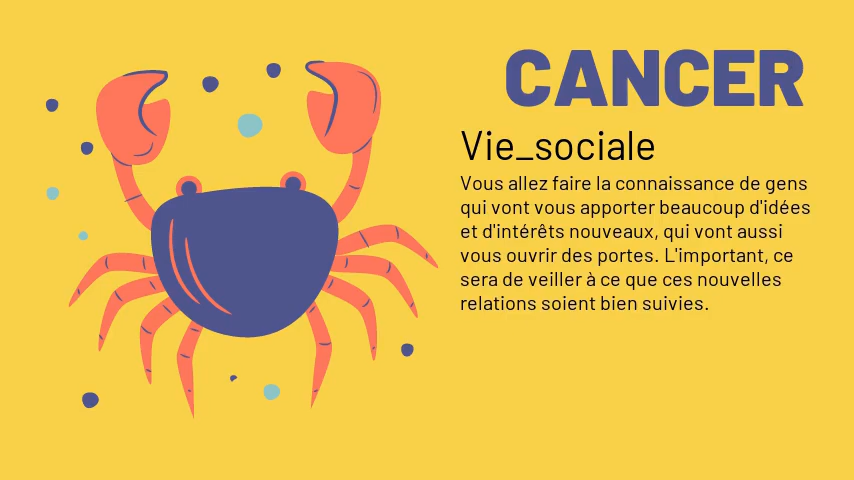 CANCER
Vie_sociale
Vous allez faire la connaissance de gens
qui vont vous apporter beaucoup d'idées
et d'intérêts nouveaux, qui vont aussi
vous ouvrir des portes. L'important, ce
sera de veiller à ce que ces nouvelles
relations soient bien suivies.